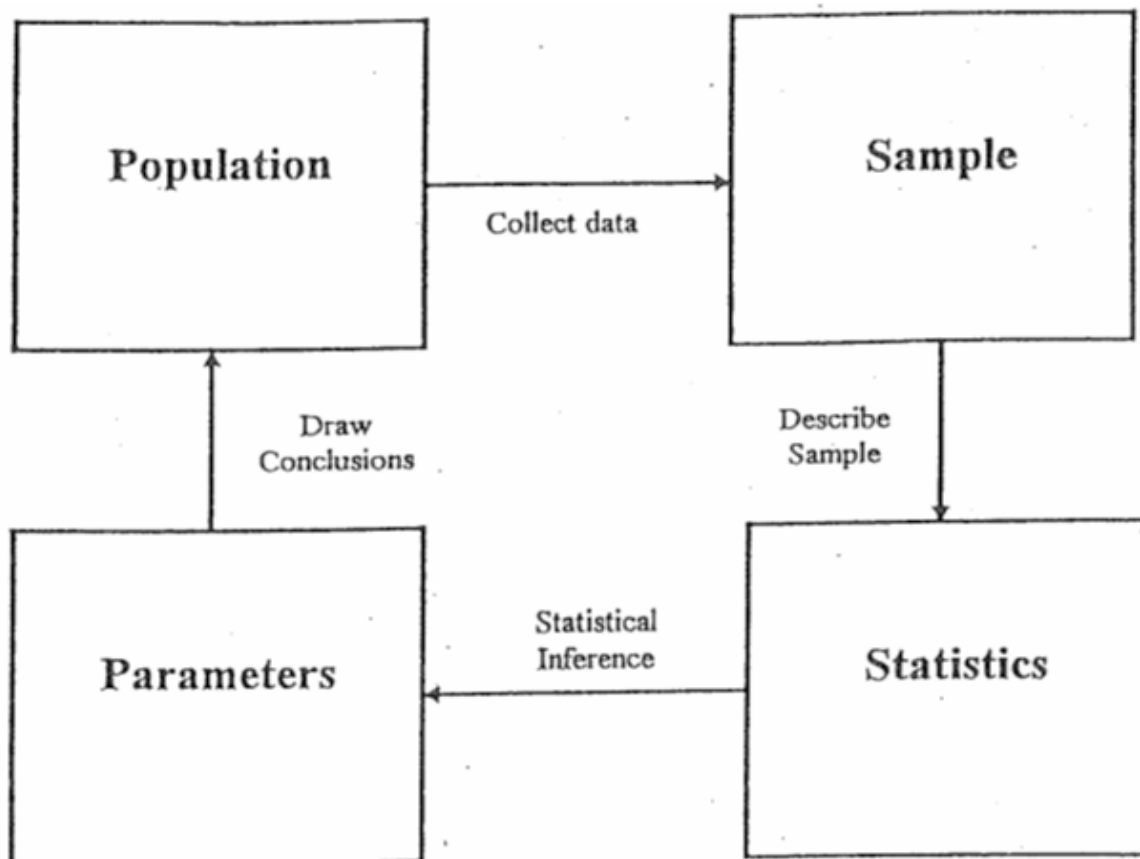 Population
Sample
Collect data
Draw
Conclusions
Describe
Sample
Parameters
Statistical
Inference
Statistics